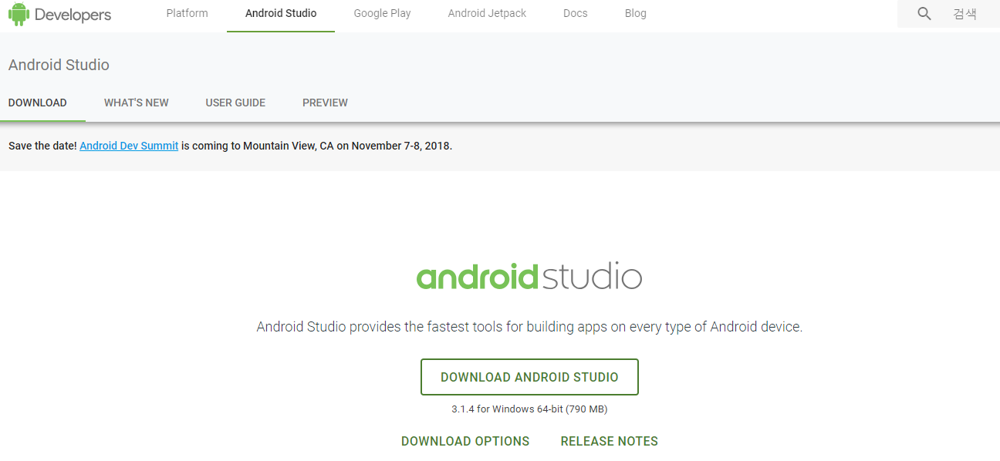 Developers Platform Android Studio Google Play Android Jetpack Docs Blog 검색
Android Studio
DOWNLOAD WHAT'S NEW USER GUIDE PREVIEW
Save the date! Android Dev Summit is coming to Mountain View, CA on November 7-8, 2018.
android studio
Android Studio provides the fastest tools for building apps on every type of Android device.
DOWNLOAD ANDROID STUDIO
3.1.4 for Windows 64-bit (790 MB)
DOWNLOAD OPTIONS RELEASE NOTES